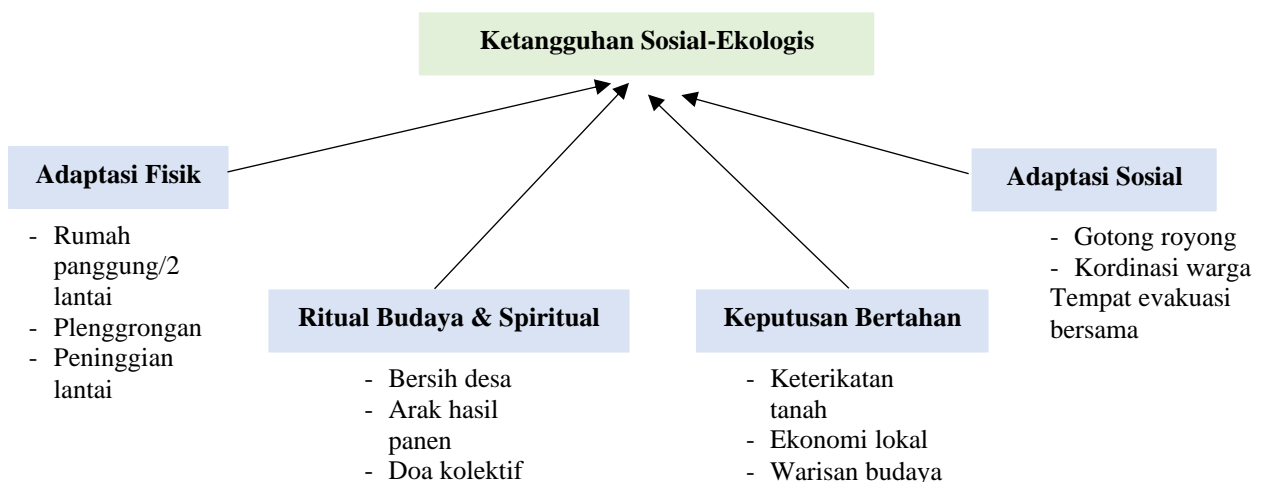 Ketangguhan Sosial-Ekologis
Adaptasi Fisik
- Rumah
panggung/2
lantai
- Plenggrongan
- Peninggian
lantai
Ritual Budaya & Spiritual
- Bersih desa
- Arak hasil
panen
- Doa kolektif
Keputusan Bertahan
- Keterikatan
tanah
- Ekonomi lokal
- Warisan budaya
Adaptasi Sosial
- Gotong royong
- Kordinasi warga
Tempat evakuasi
bersama